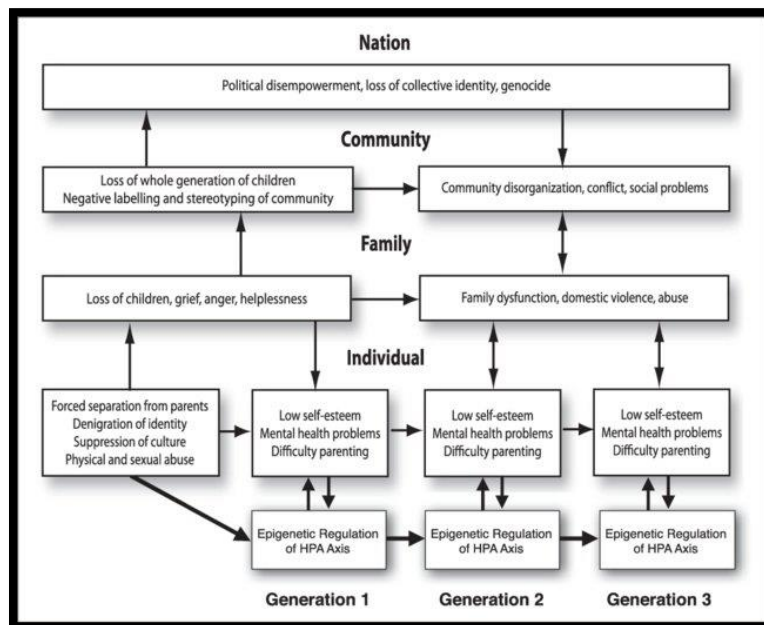 Nation
Political disempowerment, loss of collective identity, genocide
Community
Loss of whole generation of children
Negative labelling and stereotyping of community
Community disorganization, conflict, social problems
Family
Loss of children, grief, anger, helplessness
Family dysfunction, domestic violence, abuse
Individual
Forced separation from parents
Denigration of identity
Suppression of culture
Physical and sexual abuse
Low self-esteem
Mental health problems
Difficulty parenting
Low self-esteem
Mental health problems
Difficulty parenting
Low self-esteem
Mental health problems
Difficulty parenting
Epigenetic Regulation
of HPA Axis
Epigenetic Regulation
of HPA Axis
Epigenetic Regulation
of HPA Axis
Generation 1
Generation 2
Generation 3